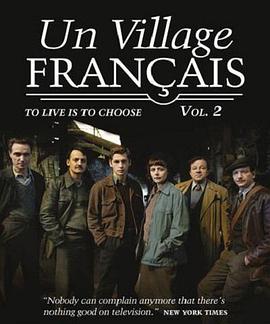 Un Village
FRANÇAIS
TO LIVE IS TO CHOOSE VOL. 2
“Nobody can complain anymore that there’s
nothing good on television.” NEW YORK TIMES